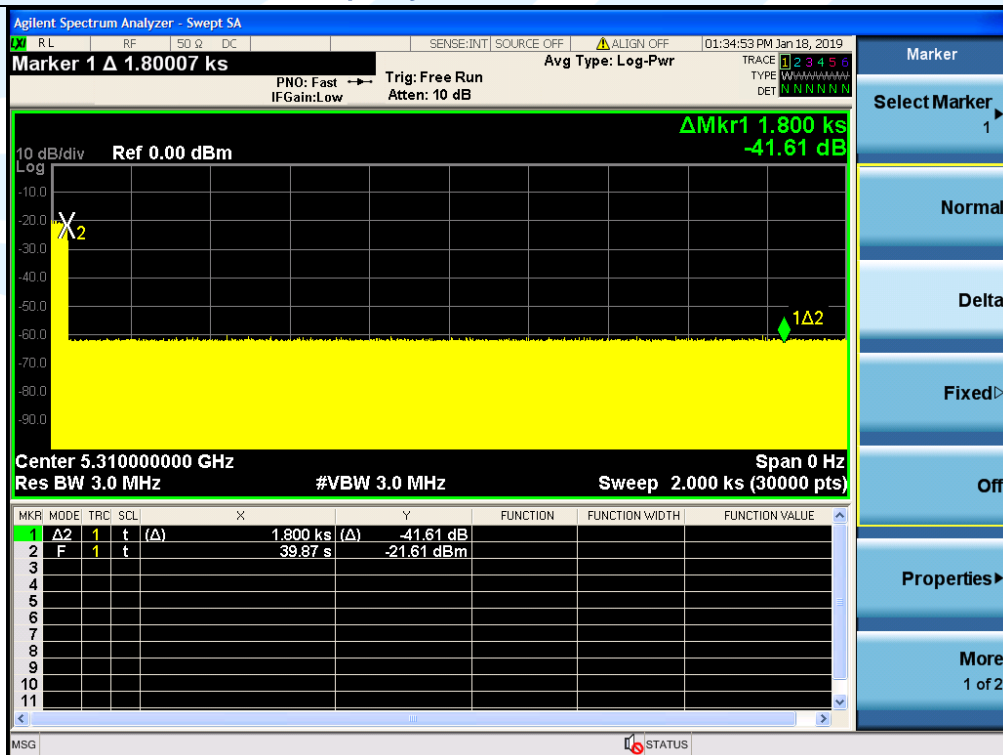 Agilent Spectrum Analyzer - Swept SA
LXI RL RF 50 Ω DC SENSE:INT SOURCE OFF ALIGN OFF 01:34:53 PM Jan 18, 2019
Marker 1 Δ 1.80007 ks
PNO: Fast
IFGain:Low
Trig: Free Run
Atten: 10 dB
Avg Type: Log-Pwr
TRACE 1 2 3 4 5 6
TYPE W
DET N N N N N N
ΔMkr1 1.800 ks
-41.61 dB
10 dB/div Ref 0.00 dBm
Log
-10.0
-20.0
X2
-30.0
-40.0
-50.0
1Δ2
-60.0
-70.0
-80.0
-90.0
Center 5.310000000 GHz Span 0 Hz
Res BW 3.0 MHz #VBW 3.0 MHz Sweep 2.000 ks (30000 pts)
MKR MODE TRC SCL X Y FUNCTION FUNCTION WIDTH FUNCTION VALUE
1 Δ2 1 t (Δ) 1.800 ks (Δ) -41.61 dB
2 F 1 t 39.87 s -21.61 dBm
3
4
5
6
7
8
9
10
11
MSG STATUS
Marker
Select Marker
1
Normal
Delta
Fixed
Off
Properties
More
1 of 2